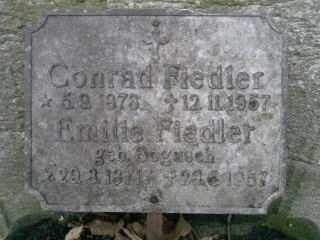 Conrad Fiedler
* 5.9.1873. † 12.11.1957
Emilie Fiedler
geb.
* 29.3.1871 † 1957